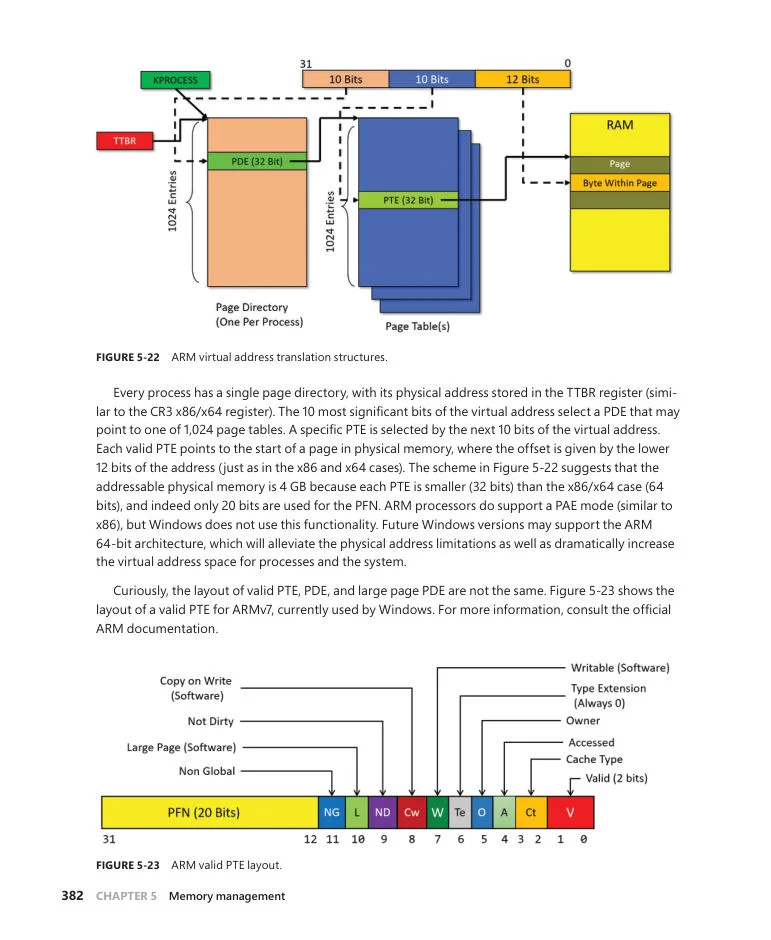 31
0
KPROCESS
10 Bits
10 Bits
12 Bits
TTBR
RAM
PDE (32 Bit)
Page
Byte Within Page
PTE (32 Bit)
1024 Entries
1024 Entries
Page Directory
(One Per Process)
Page Table(s)
FIGURE 5-22 ARM virtual address translation structures.
Every process has a single page directory, with its physical address stored in the TTBR register (simi-
lar to the CR3 x86/x64 register). The 10 most significant bits of the virtual address select a PDE that may
point to one of 1,024 page tables. A specific PTE is selected by the next 10 bits of the virtual address.
Each valid PTE points to the start of a page in physical memory, where the offset is given by the lower
12 bits of the address (just as in the x86 and x64 cases). The scheme in Figure 5-22 suggests that the
addressable physical memory is 4 GB because each PTE is smaller (32 bits) than the x86/x64 case (64
bits), and indeed only 20 bits are used for the PFN. ARM processors do support a PAE mode (similar to
x86), but Windows does not use this functionality. Future Windows versions may support the ARM
64-bit architecture, which will alleviate the physical address limitations as well as dramatically increase
the virtual address space for processes and the system.
Curiously, the layout of valid PTE, PDE, and large page PDE are not the same. Figure 5-23 shows the
layout of a valid PTE for ARMv7, currently used by Windows. For more information, consult the official
ARM documentation.
Writable (Software)
Copy on Write
(Software)
Type Extension
(Always 0)
Not Dirty
Owner
Large Page (Software)
Accessed
Cache Type
Non Global
Valid (2 bits)
PFN (20 Bits)
NG
L
ND
Cw
W
Te
O
A
Ct
V
31 12 11 10 9 8 7 6 5 4 3 2 1 0
FIGURE 5-23 ARM valid PTE layout.
382 CHAPTER 5 Memory management